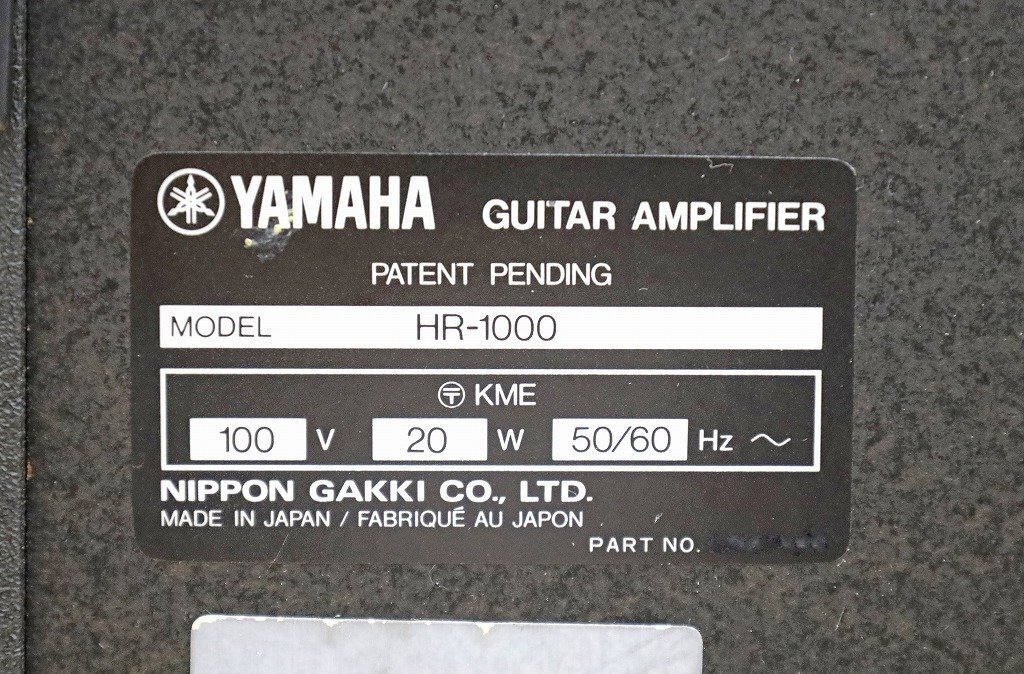 YAMAHA GUITAR AMPLIFIER
PATENT PENDING
MODEL HR-1000
〒 KME
100 V 20 W 50/60 Hz ～
NIPPON GAKKI CO., LTD.
MADE IN JAPAN / FABRIQUÉ AU JAPON
PART NO.